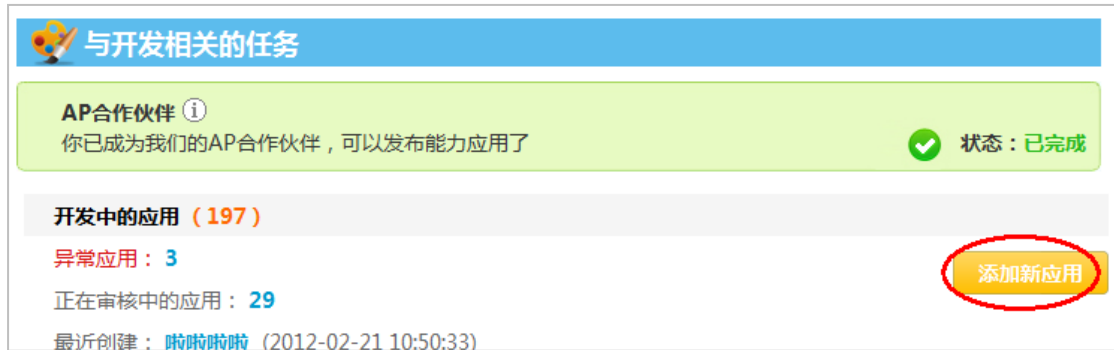 与开发相关的任务
AP合作伙伴 i
你已成为我们的AP合作伙伴，可以发布能力应用了
状态：已完成
开发中的应用（197）
异常应用：3
添加新应用
正在审核中的应用：29
最近创建：啦啦啦啦 (2012-02-21 10:50:33)